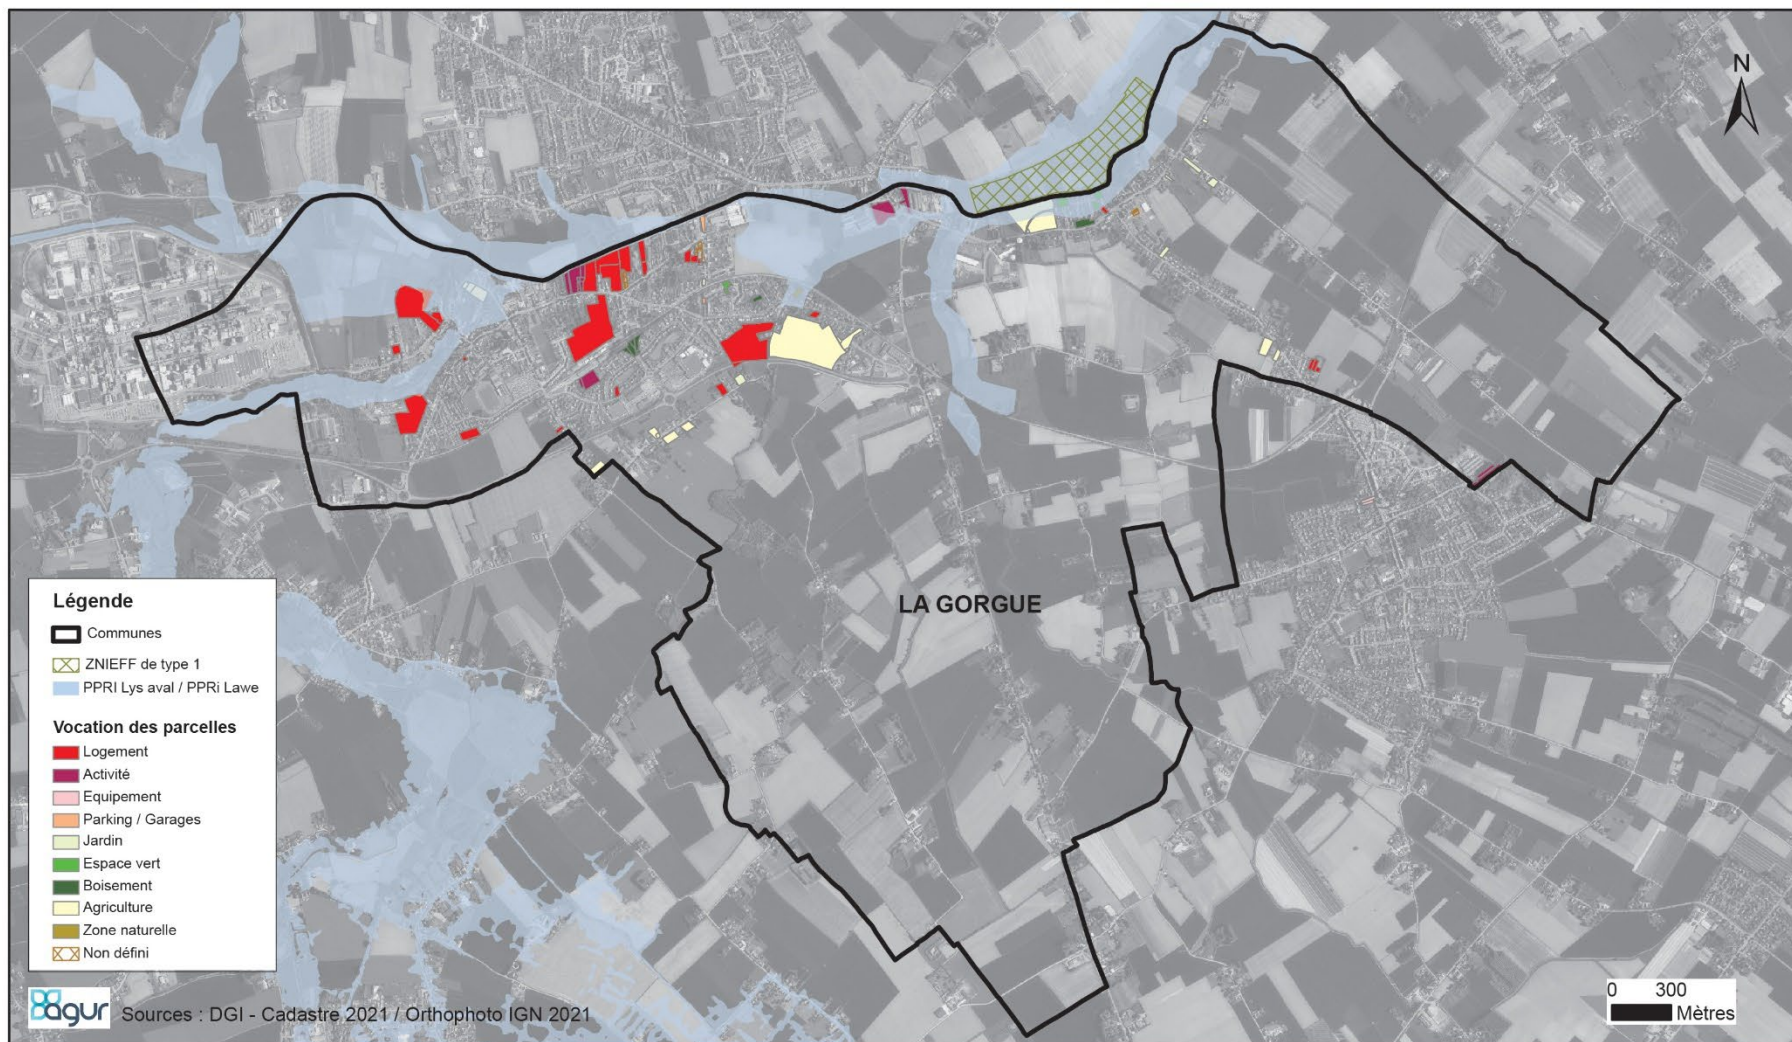 N
LA GORGUE
Légende
Communes
ZNIEFF de type 1
PPRI Lys aval / PPRi Lawe
Vocation des parcelles
Logement
Activité
Equipement
Parking / Garages
Jardin
Espace vert
Boisement
Agriculture
Zone naturelle
Non défini
agur
Sources : DGI - Cadastre 2021 / Orthophoto IGN 2021
0 300
Mètres